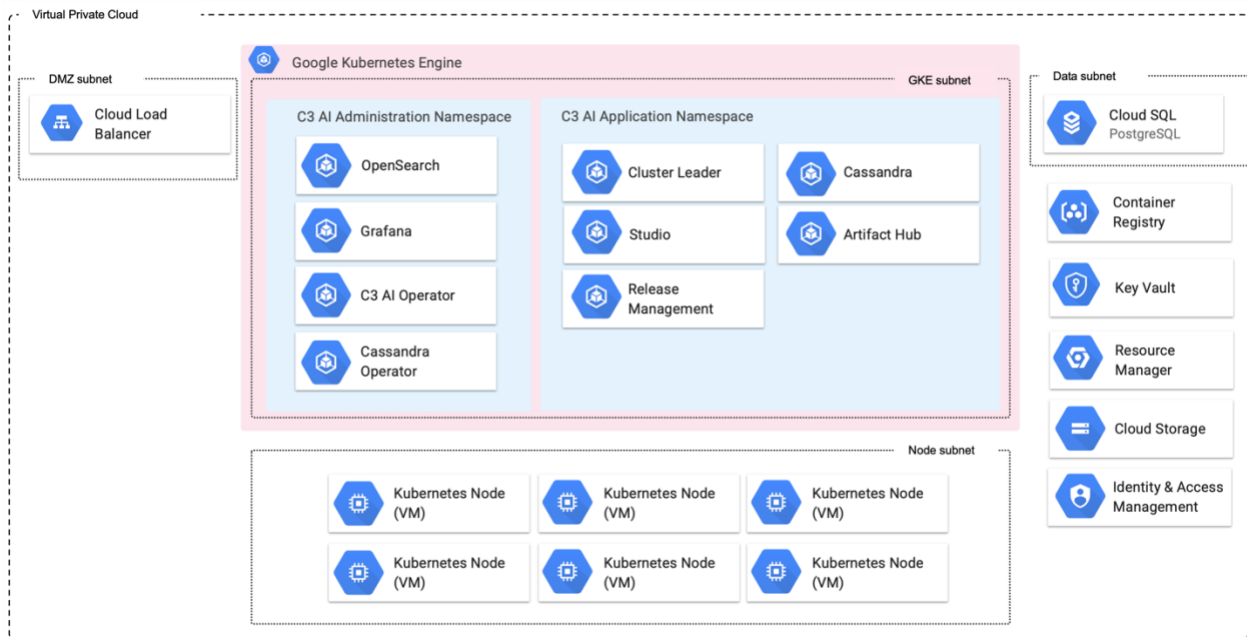 Virtual Private Cloud
DMZ subnet
Cloud Load
Balancer
Google Kubernetes Engine
GKE subnet
C3 AI Administration Namespace
OpenSearch
Grafana
C3 AI Operator
Cassandra
Operator
C3 AI Application Namespace
Cluster Leader
Cassandra
Studio
Artifact Hub
Release
Management
Data subnet
Cloud SQL
PostgreSQL
Container
Registry
Key Vault
Resource
Manager
Cloud Storage
Identity & Access
Management
Node subnet
Kubernetes Node
(VM)
Kubernetes Node
(VM)
Kubernetes Node
(VM)
Kubernetes Node
(VM)
Kubernetes Node
(VM)
Kubernetes Node
(VM)